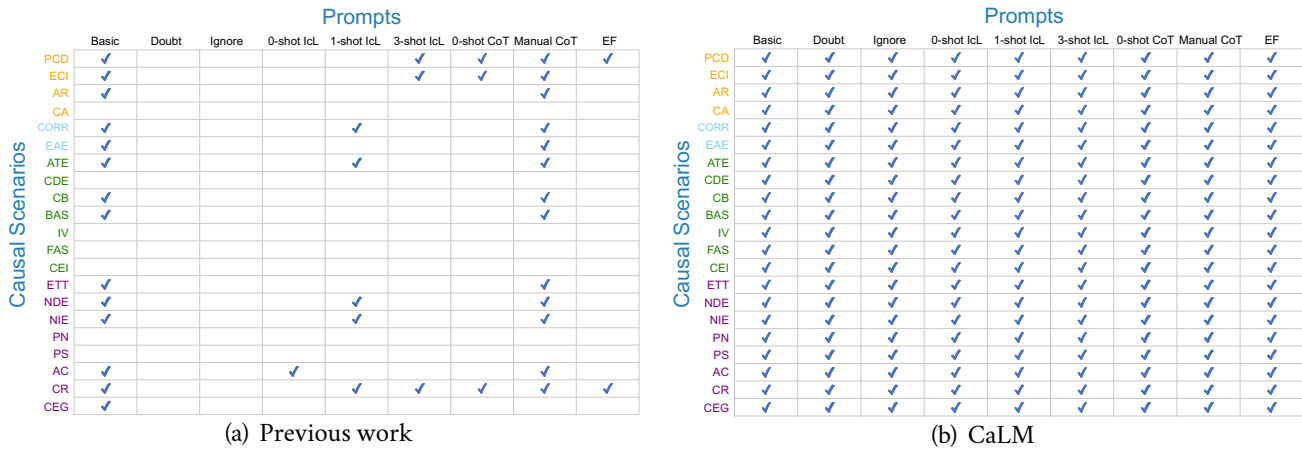 Prompts
Basic Doubt Ignore 0-shot IcL 1-shot IcL 3-shot IcL 0-shot CoT Manual CoT EF
Causal Scenarios
PCD
ECI
AR
CA
CORR
EAE
ATE
CDE
CB
BAS
IV
FAS
CEI
ETT
NDE
NIE
PN
PS
AC
CR
CEG
(a) Previous work
Prompts
Basic Doubt Ignore 0-shot IcL 1-shot IcL 3-shot IcL 0-shot CoT Manual CoT EF
Causal Scenarios
PCD
ECI
AR
CA
CORR
EAE
ATE
CDE
CB
BAS
IV
FAS
CEI
ETT
NDE
NIE
PN
PS
AC
CR
CEG
(b) CaLM